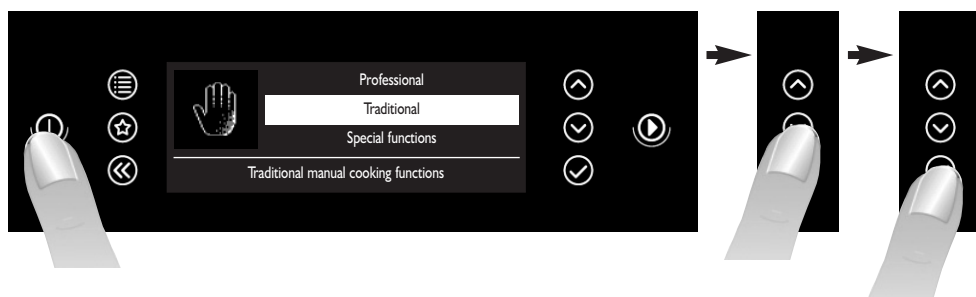 Professional
Traditional
Special functions
Traditional manual cooking functions